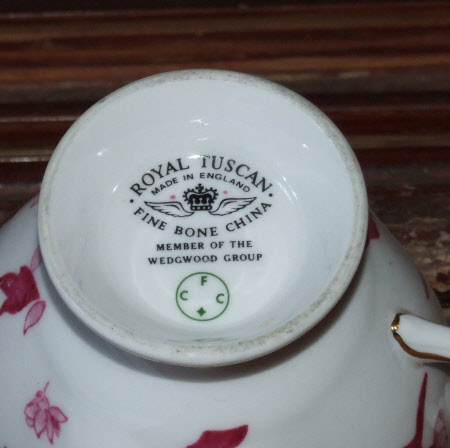 ROYAL TUSCAN
MADE IN ENGLAND
FINE BONE CHINA
MEMBER OF THE
WEDGWOOD GROUP
F
C C